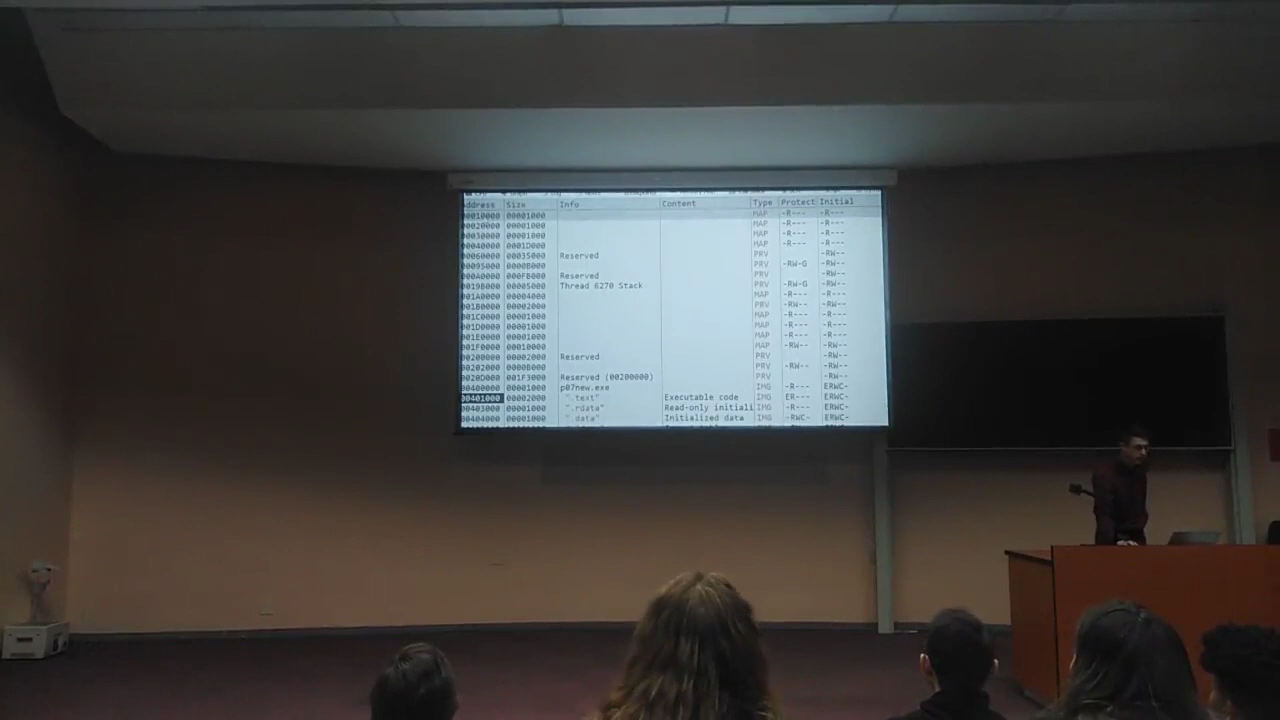 ddress Size Info Content Type Protect Initial
00010000 00001000 MAP -R--- -R---
00020000 00001000 MAP -R--- -R---
00030000 00001000 MAP -R--- -R---
00040000 0001D000 MAP -R--- -R---
00060000 00035000 Reserved PRV -RW--
00095000 0000B000 PRV -RW-G -RW--
000A0000 000FB000 Reserved PRV -RW--
0019B000 00005000 Thread 6270 Stack PRV -RW-G -RW--
001A0000 00004000 MAP -R--- -R---
001B0000 00002000 PRV -RW-- -RW--
001C0000 00001000 MAP -R--- -R---
001D0000 00001000 MAP -R--- -R---
001E0000 00001000 MAP -R--- -R---
001F0000 00010000 MAP -RW-- -RW--
00200000 00002000 Reserved PRV -RW--
00202000 0000B000 PRV -RW-- -RW--
0020D000 001F3000 Reserved (00200000) PRV -RW--
00400000 00001000 p07new.exe IMG -R--- ERWC-
00401000 00002000 ".text" Executable code IMG ER--- ERWC-
00403000 00001000 ".rdata" Read-only initiali IMG -R--- ERWC-
00404000 00001000 ".data" Initialized data IMG -RWC- ERWC-